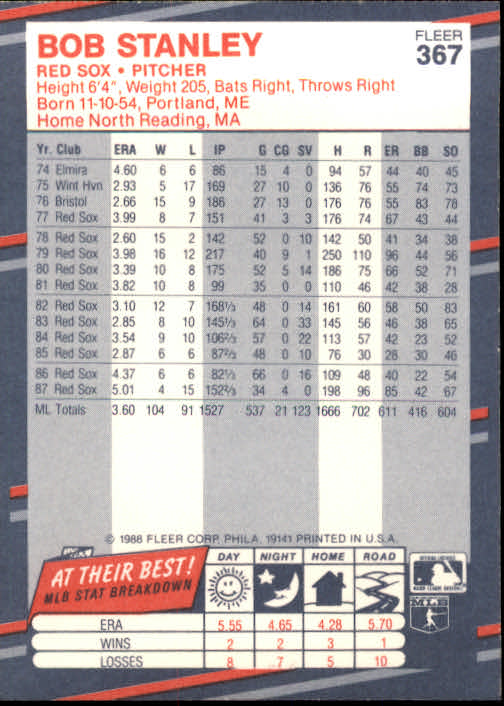 BOB STANLEY
FLEER
367
RED SOX • PITCHER
Height 6'4", Weight 205, Bats Right, Throws Right
Born 11-10-54, Portland, ME
Home North Reading, MA
Yr. Club ERA W L IP G CG SV H R ER BB SO
74 Elmira 4.60 6 6 86 15 4 0 94 57 44 40 45
75 Wint Hvn 2.93 5 17 169 27 10 0 136 76 55 74 73
76 Bristol 2.66 15 9 186 27 13 0 176 76 55 83 78
77 Red Sox 3.99 8 7 151 41 3 3 176 74 67 43 44
78 Red Sox 2.60 15 2 142 52 0 10 142 50 41 34 38
79 Red Sox 3.98 16 12 217 40 9 1 250 110 96 44 56
80 Red Sox 3.39 10 8 175 52 5 14 186 75 66 52 71
81 Red Sox 3.82 10 8 99 35 0 0 110 46 42 38 28
82 Red Sox 3.10 12 7 168 1/3 48 0 14 161 60 58 50 83
83 Red Sox 2.85 8 10 145 1/3 64 0 33 145 56 46 38 65
84 Red Sox 3.54 9 10 106 2/3 57 0 22 113 57 42 23 52
85 Red Sox 2.87 6 6 87 2/3 48 0 10 76 30 28 30 46
86 Red Sox 4.37 6 6 82 1/3 66 0 16 109 48 40 22 54
87 Red Sox 5.01 4 15 152 2/3 34 4 0 198 96 85 42 67
ML Totals 3.60 104 91 1527 537 21 123 1666 702 611 416 604
© 1988 FLEER CORP. PHILA. 19141 PRINTED IN U.S.A.
AT THEIR BEST!
MLB STAT BREAKDOWN
DAY NIGHT HOME ROAD
ERA 5.55 4.65 4.28 5.70
WINS 2 2 3 1
LOSSES 8 7 5 10
MLB